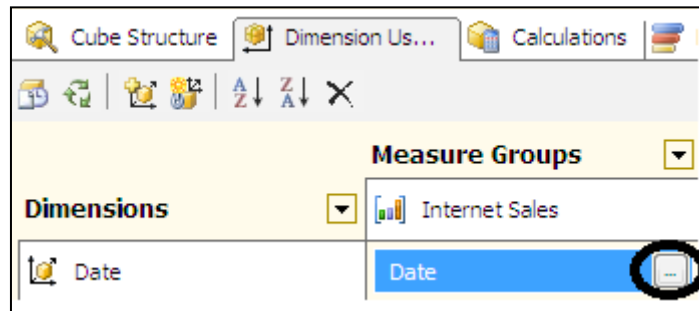 Cube Structure Dimension Us... Calculations
A Z Z A
Measure Groups
Dimensions Internet Sales
Date Date ...